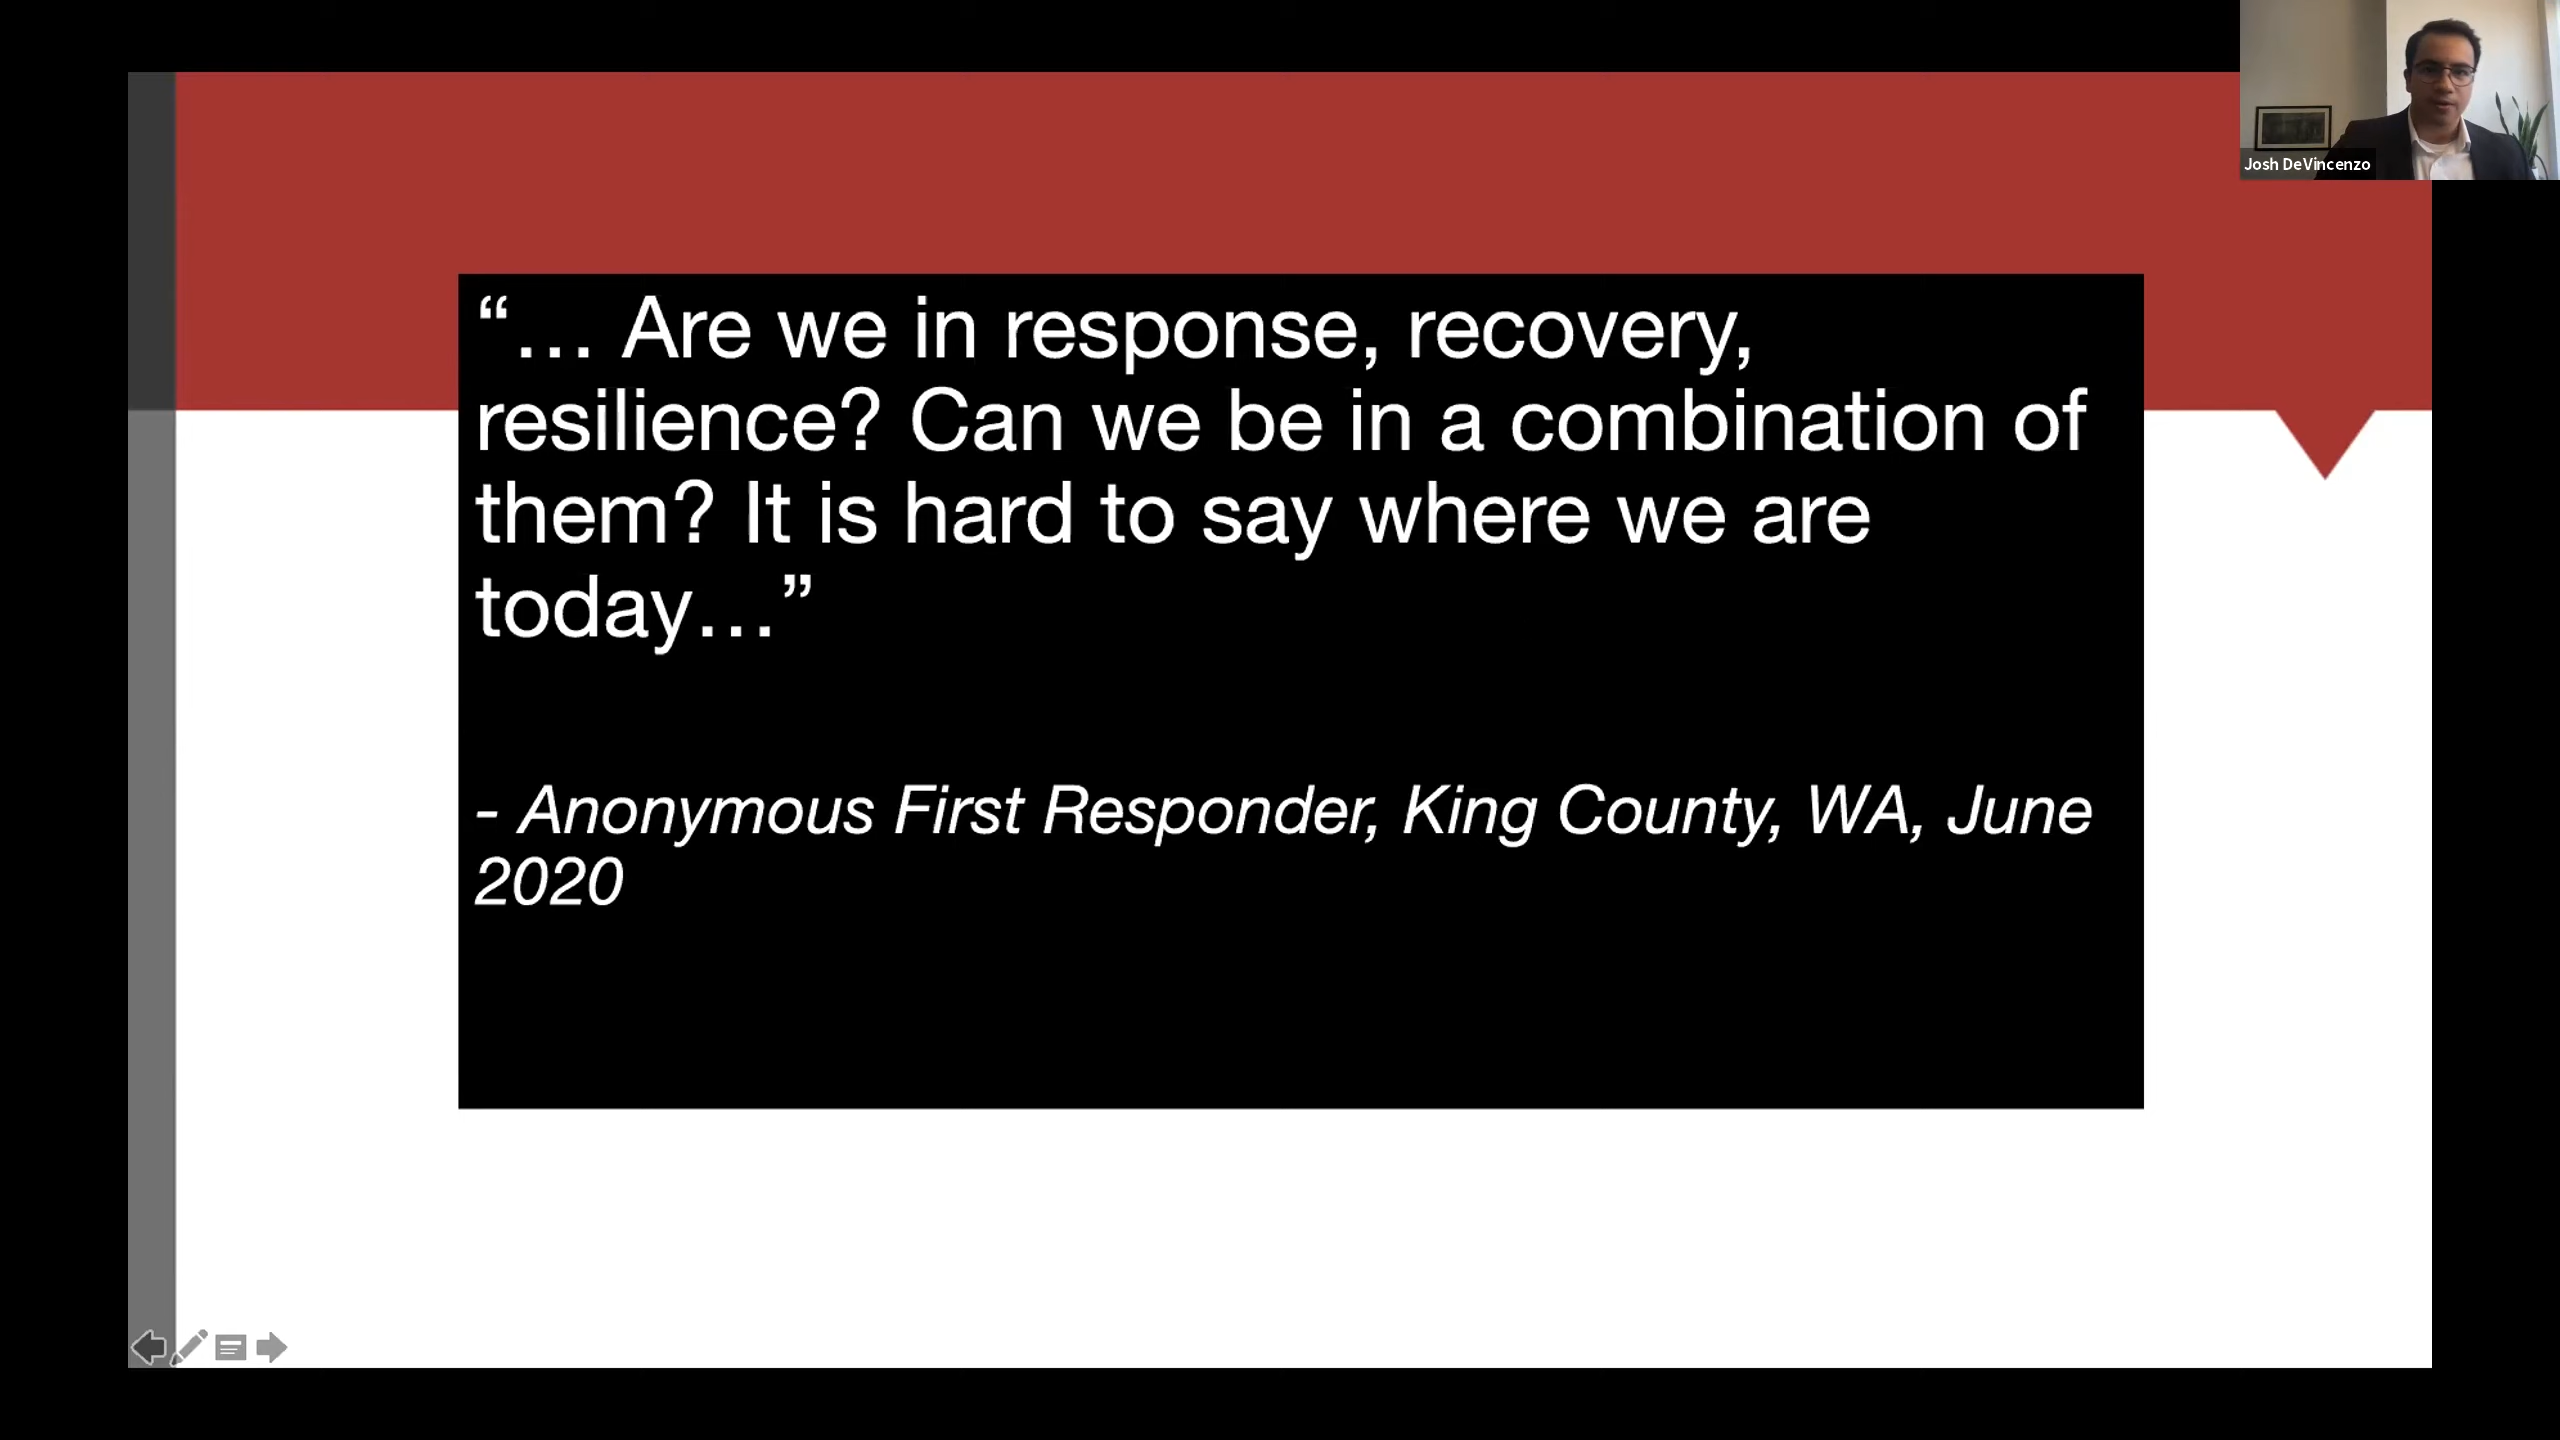 Josh DeVincenzo
“… Are we in response, recovery,
resilience? Can we be in a combination of
them? It is hard to say where we are
today…”
- Anonymous First Responder, King County, WA, June
2020